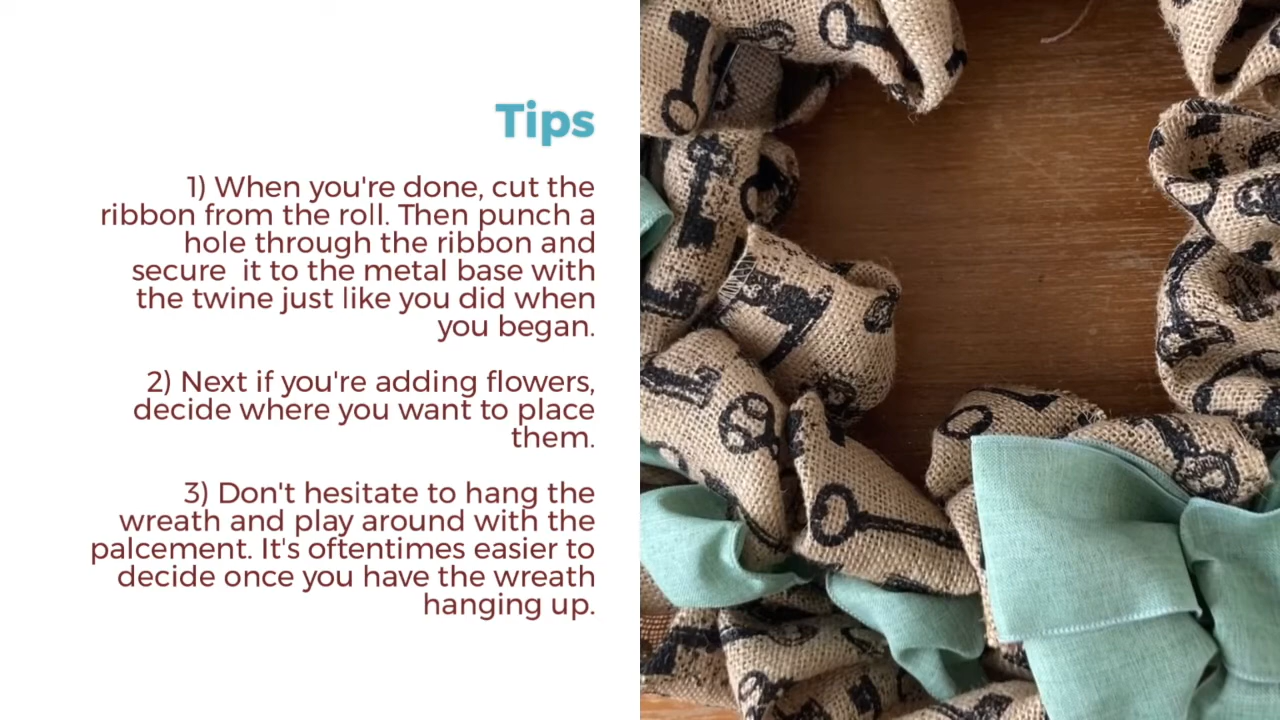 Tips
1) When you're done, cut the
ribbon from the roll. Then punch a
hole through the ribbon and
secure  it to the metal base with
the twine just like you did when
you began.
2) Next if you're adding flowers,
decide where you want to place
them.
3) Don't hesitate to hang the
wreath and play around with the
palcement. It's oftentimes easier to
decide once you have the wreath
hanging up.